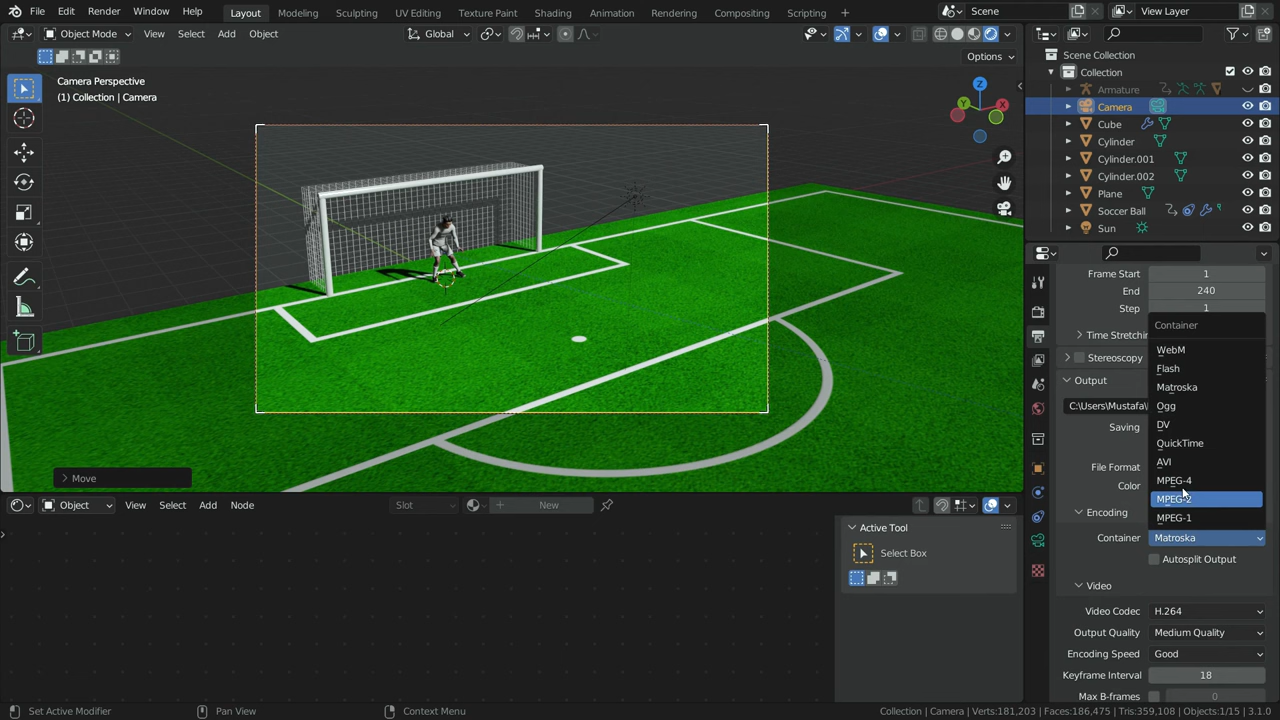 File Edit Render Window Help Layout Modeling Sculpting UV Editing Texture Paint Shading Animation Rendering Compositing Scripting + Scene View Layer
Object Mode View Select Add Object Global
Options
Camera Perspective
(1) Collection | Camera
Z
Y
X
Move
Object View Select Add Node Slot + New
Active Tool
Select Box
Scene Collection
Collection
Armature
Camera
Cube
Cylinder
Cylinder.001
Cylinder.002
Plane
Soccer Ball
Sun
Frame Start 1
End 240
Step 1
Container
Time Stretchin
WebM
Stereoscopy
Flash
Output
Matroska
C:\Users\Mustafa\
Ogg
Saving
DV
QuickTime
File Format
AVI
Color
MPEG-4
MPEG-2
Encoding
MPEG-1
Container Matroska
Autosplit Output
Video
Video Codec H.264
Output Quality Medium Quality
Encoding Speed Good
Keyframe Interval 18
Max B-frames 0
Set Active Modifier Pan View Context Menu Collection | Camera | Verts:181,203 | Faces:186,475 | Tris:359,108 | Objects:1/15 | 3.1.0